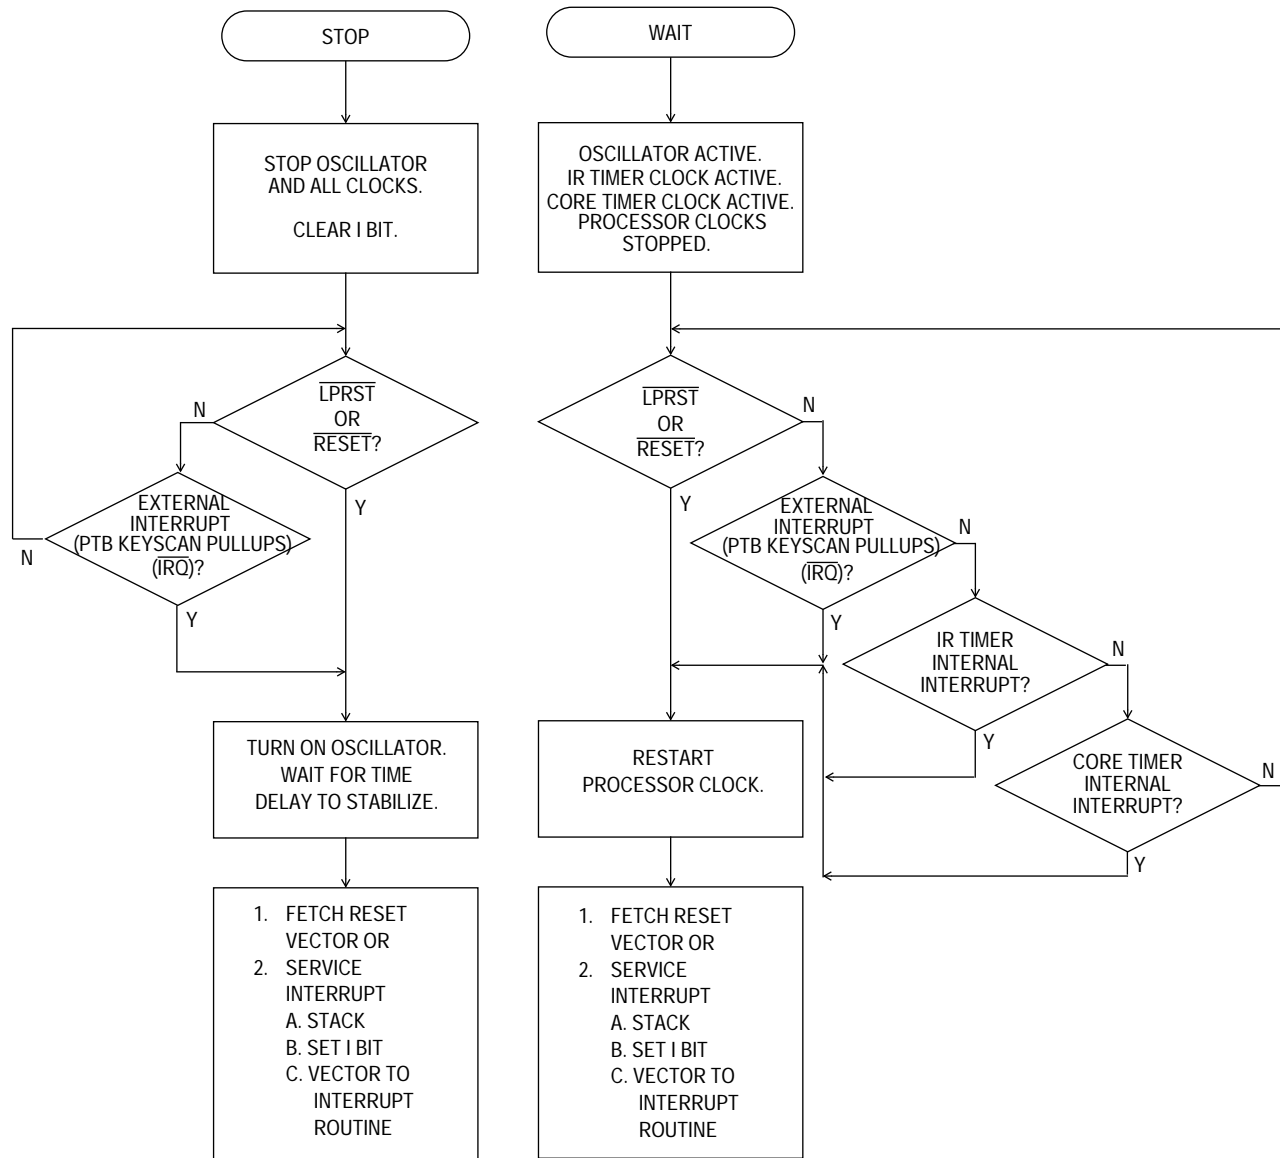 STOP
STOP OSCILLATOR
AND ALL CLOCKS.
CLEAR I BIT.
LPRST
OR
RESET?
N
Y
EXTERNAL
INTERRUPT
(PTB KEYSCAN PULLUPS)
(IRQ)?
N
Y
TURN ON OSCILLATOR.
WAIT FOR TIME
DELAY TO STABILIZE.
1. FETCH RESET
VECTOR OR
2. SERVICE
INTERRUPT
A. STACK
B. SET I BIT
C. VECTOR TO
INTERRUPT
ROUTINE
WAIT
OSCILLATOR ACTIVE.
IR TIMER CLOCK ACTIVE.
CORE TIMER CLOCK ACTIVE.
PROCESSOR CLOCKS
STOPPED.
LPRST
OR
RESET?
N
Y
EXTERNAL
INTERRUPT
(PTB KEYSCAN PULLUPS)
(IRQ)?
N
Y
IR TIMER
INTERNAL
INTERRUPT?
N
Y
CORE TIMER
INTERNAL
INTERRUPT?
N
Y
RESTART
PROCESSOR CLOCK.
1. FETCH RESET
VECTOR OR
2. SERVICE
INTERRUPT
A. STACK
B. SET I BIT
C. VECTOR TO
INTERRUPT
ROUTINE